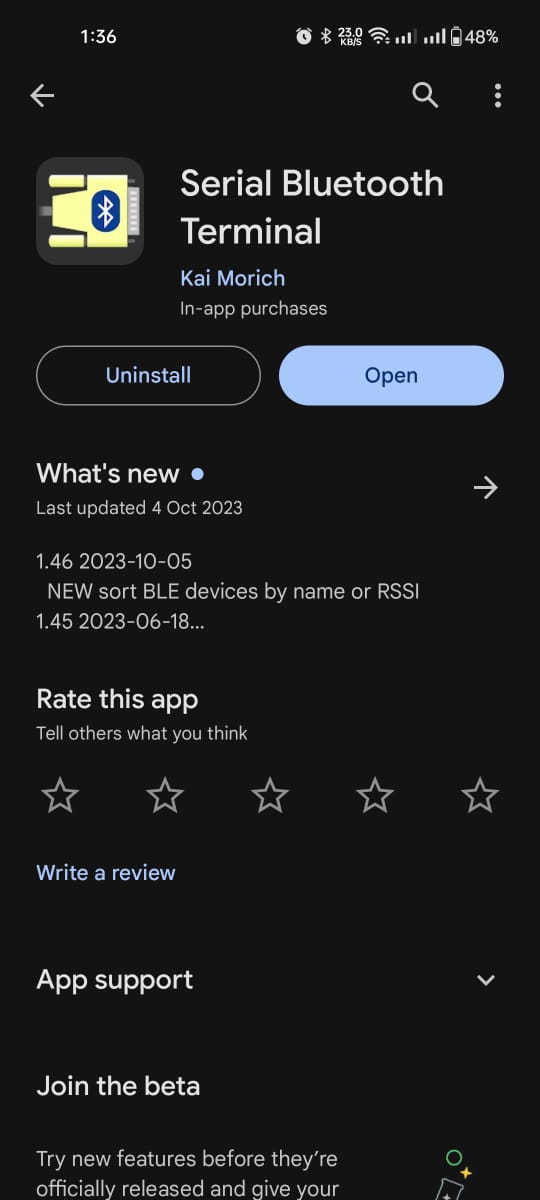 1:36
23.0
KB/S
48%
Serial Bluetooth
Terminal
Kai Morich
In-app purchases
Uninstall
Open
What's new
Last updated 4 Oct 2023
1.46 2023-10-05
NEW sort BLE devices by name or RSSI
1.45 2023-06-18...
Rate this app
Tell others what you think
Write a review
App support
Join the beta
Try new features before they're
officially released and give your